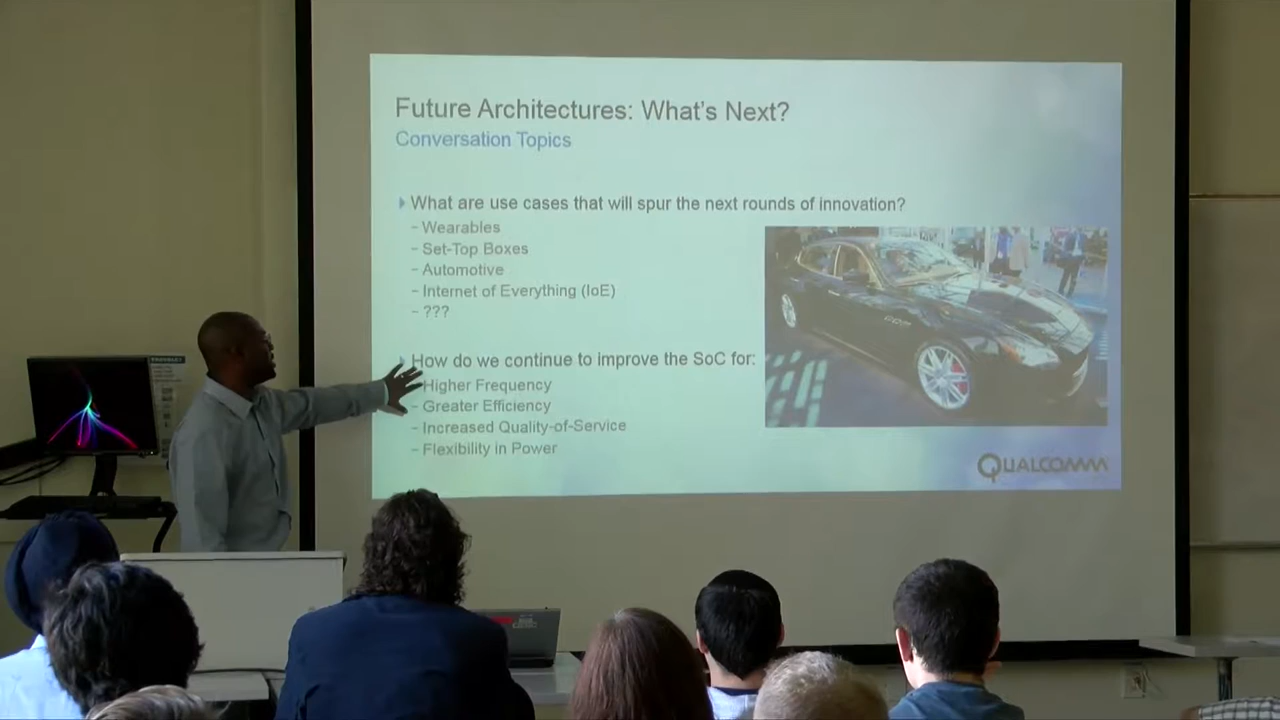 Future Architectures: What's Next?
Conversation Topics
What are use cases that will spur the next rounds of innovation?
- Wearables
- Set-Top Boxes
- Automotive
- Internet of Everything (IoE)
- ???
How do we continue to improve the SoC for:
- Higher Frequency
- Greater Efficiency
- Increased Quality-of-Service
- Flexibility in Power
QUALCOMM